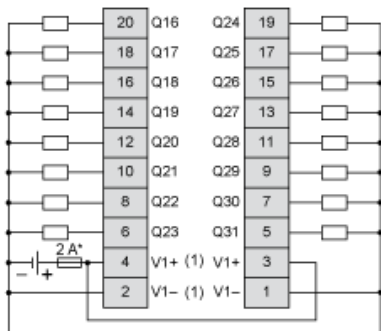 20 Q16 Q24 19
18 Q17 Q25 17
16 Q18 Q26 15
14 Q19 Q27 13
12 Q20 Q28 11
10 Q21 Q29 9
8 Q22 Q30 7
6 Q23 Q31 5
− + 2 A* 4 V1+ (1) V1+ 3
2 V1− (1) V1− 1